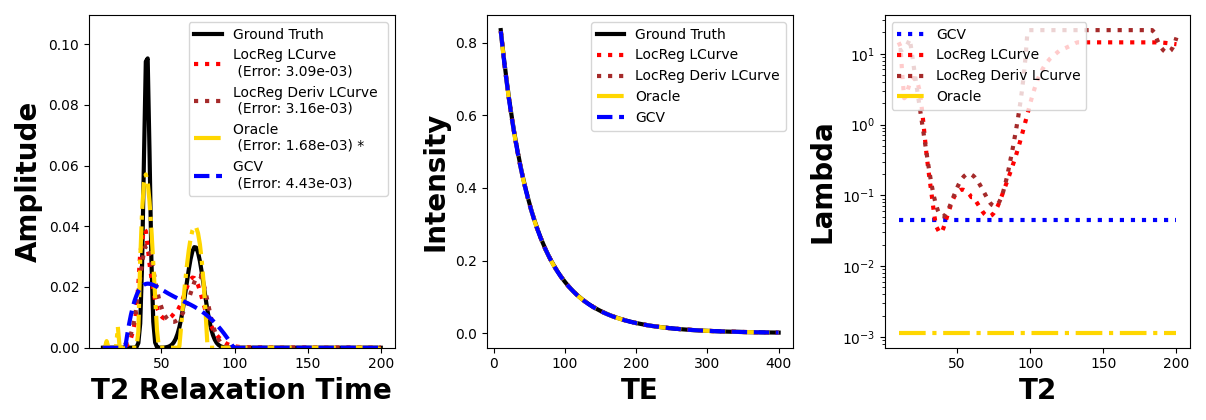 Amplitude
0.10
0.08
0.06
0.04
0.02
0.00
Ground Truth
LocReg LCurve
(Error: 3.09e-03)
LocReg Deriv LCurve
(Error: 3.16e-03)
Oracle
(Error: 1.68e-03) *
GCV
(Error: 4.43e-03)
50 100 150 200
T2 Relaxation Time
Intensity
0.8
0.6
0.4
0.2
0.0
Ground Truth
LocReg LCurve
LocReg Deriv LCurve
Oracle
GCV
0 100 200 300 400
TE
Lambda
10¹
10⁰
10⁻¹
10⁻²
10⁻³
GCV
LocReg LCurve
LocReg Deriv LCurve
Oracle
50 100 150 200
T2